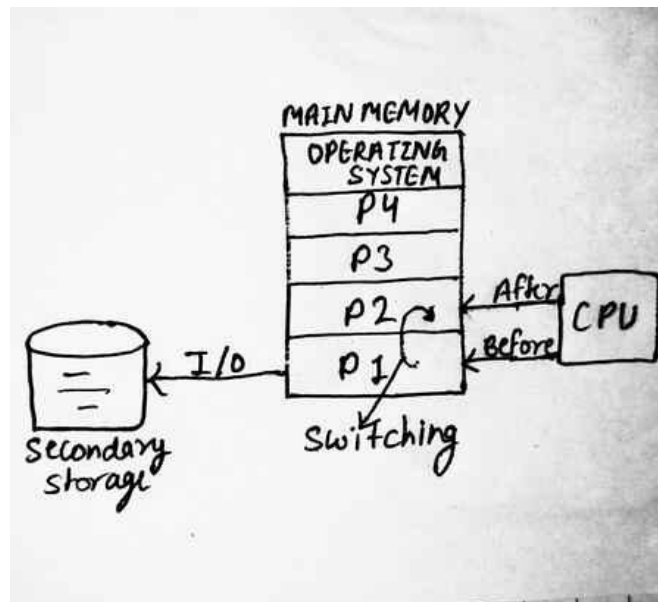 MAIN MEMORY
OPERATING
SYSTEM
P4
P3
P2
P1
After
Before
CPU
I/O
Secondary
Storage
Switching